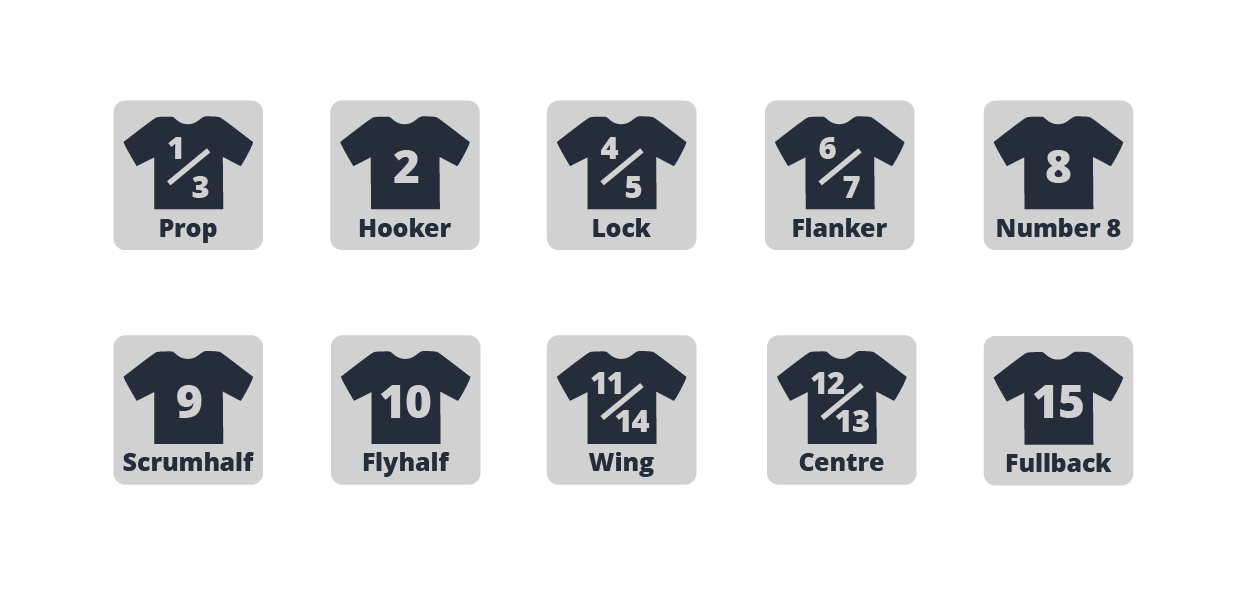 1/3
Prop
2
Hooker
4/5
Lock
6/7
Flanker
8
Number 8
9
Scrumhalf
10
Flyhalf
11/14
Wing
12/13
Centre
15
Fullback